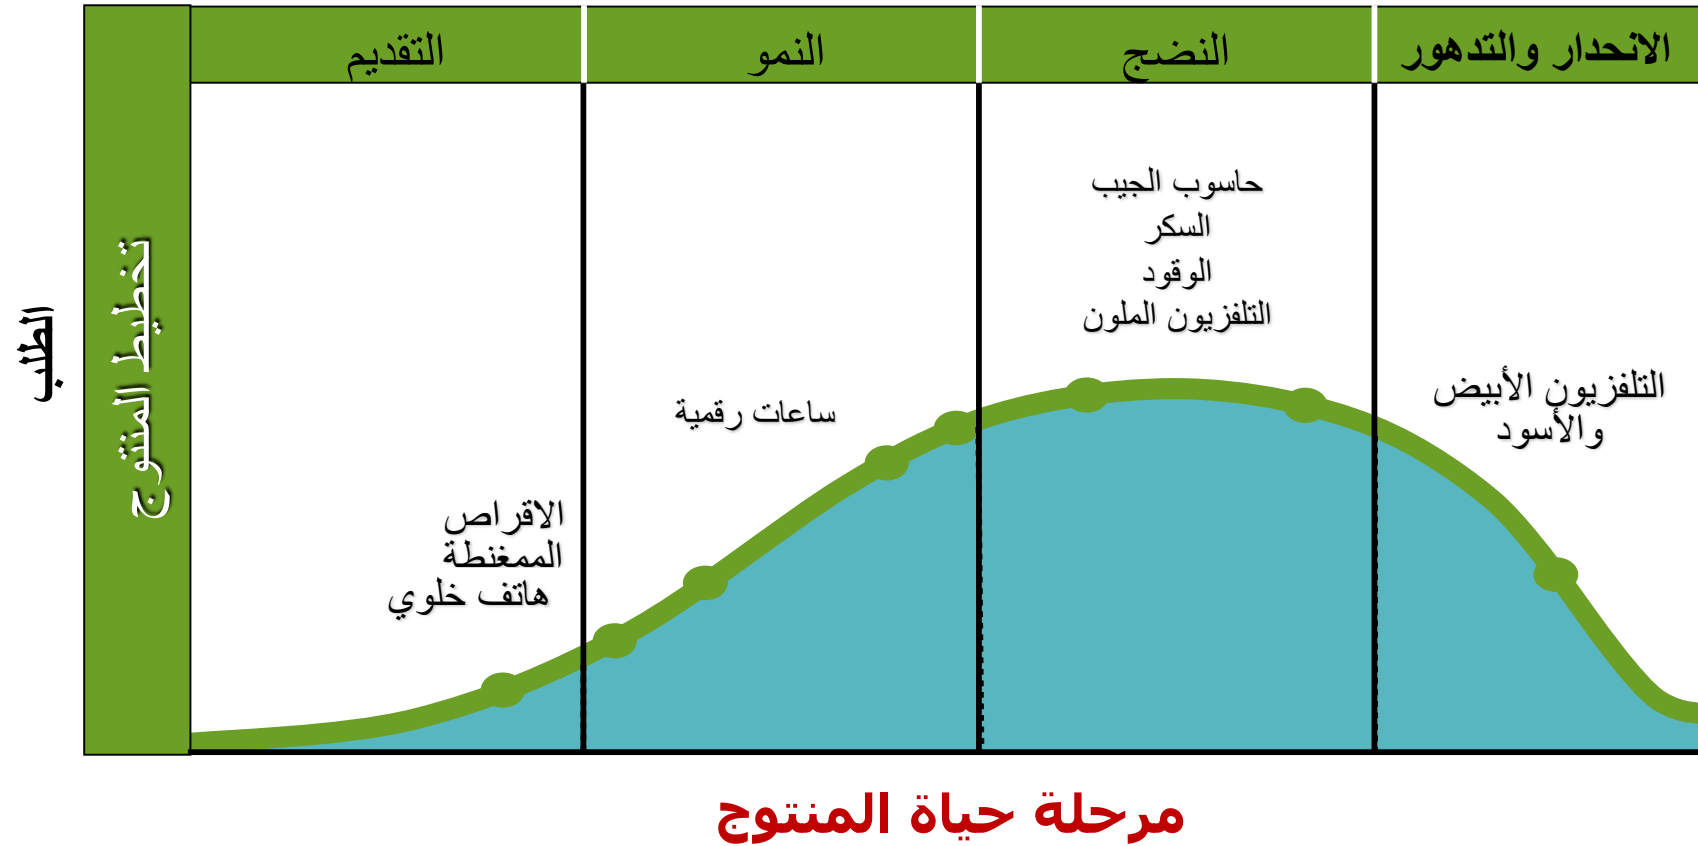 التقديم
النمو
النضج
الانحدار والتدهور
الطلب
تخطيط المنتوج
الاقراص
الممغنطة
هاتف خلوي
ساعات رقمية
حاسوب الجيب
السكر
الوقود
التلفزيون الملون
التلفزيون الأبيض
والأسود
مرحلة حياة المنتوج